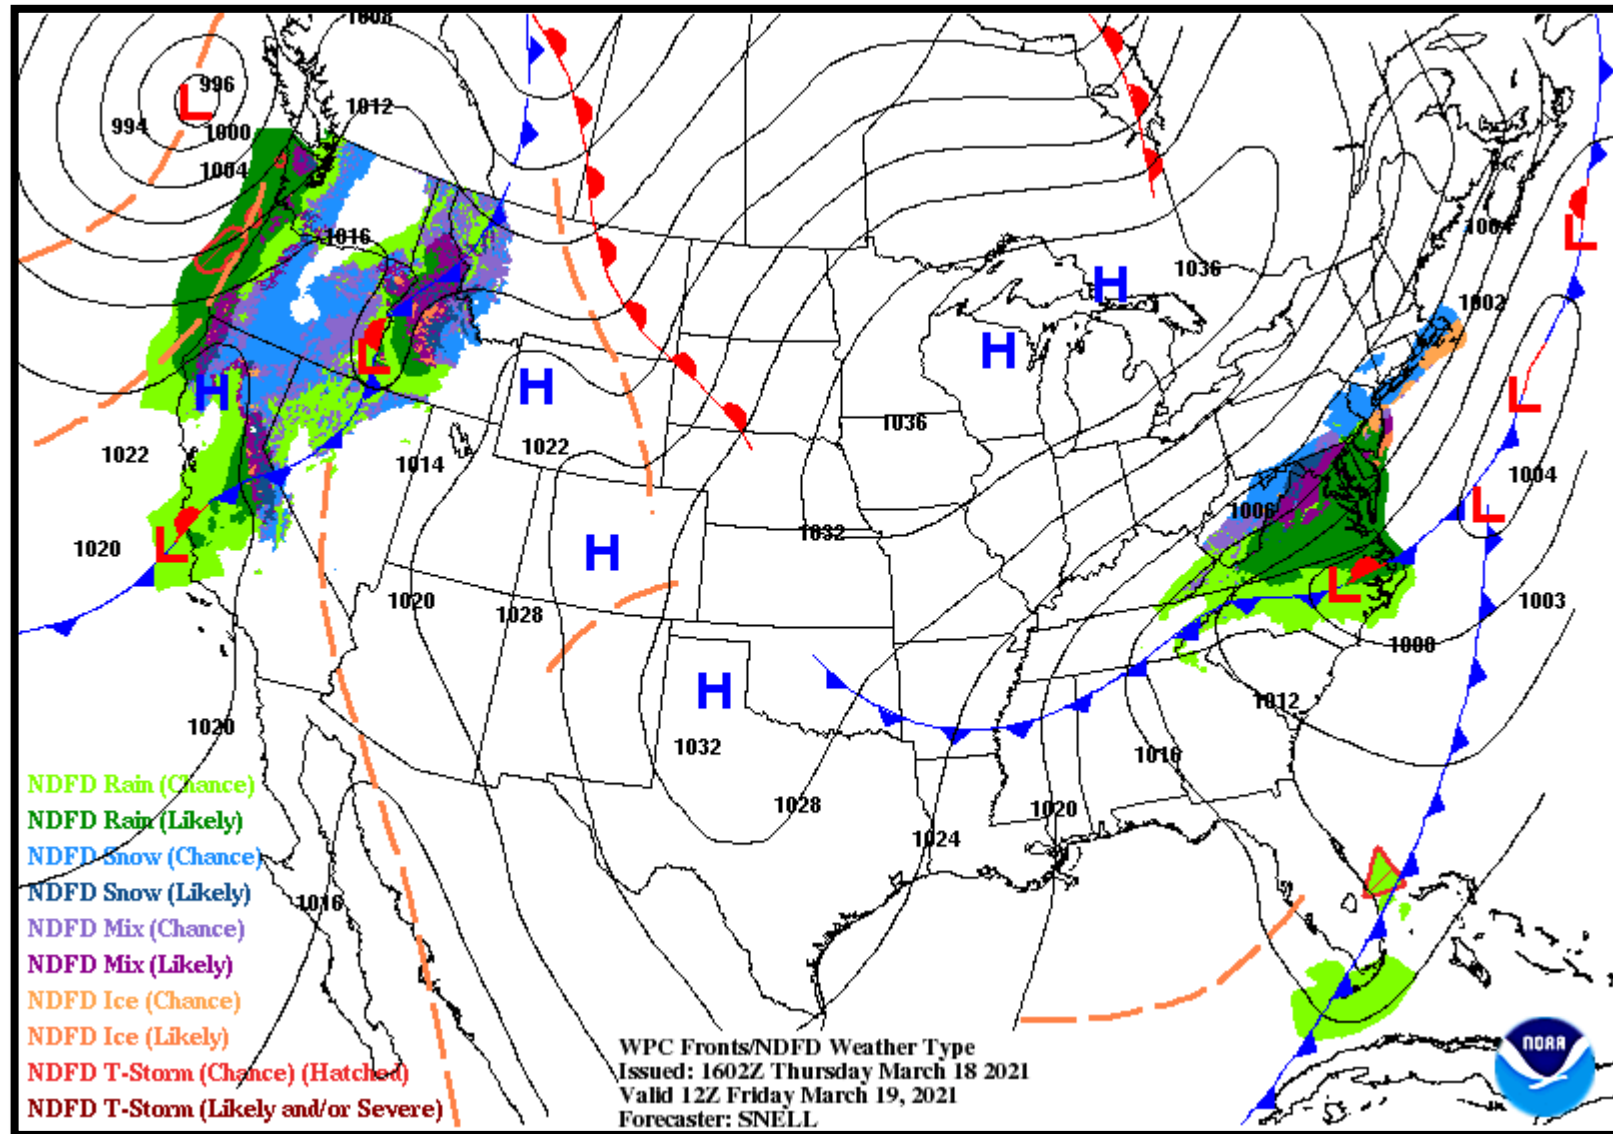 1008
996
L
994
1000
1012
1004
1016
L
1004
1036
H
1002
H
L
H
H
L
1022
1022
1014
1036
1004
1006
L
1032
1020
L
H
L
1020
1028
1003
1000
H
1012
1020
1032
1016
NDFD Rain (Chance)
1028
1020
NDFD Rain (Likely)
1024
NDFD Snow (Chance)
NDFD Snow (Likely)
1016
NDFD Mix (Chance)
NDFD Mix (Likely)
NDFD Ice (Chance)
NDFD Ice (Likely)
NDFD T-Storm (Chance) (Hatched)
NDFD T-Storm (Likely and/or Severe)
WPC Fronts/NDFD Weather Type
Issued: 1602Z Thursday March 18 2021
Valid 12Z Friday March 19, 2021
Forecaster: SNELL
NOAA